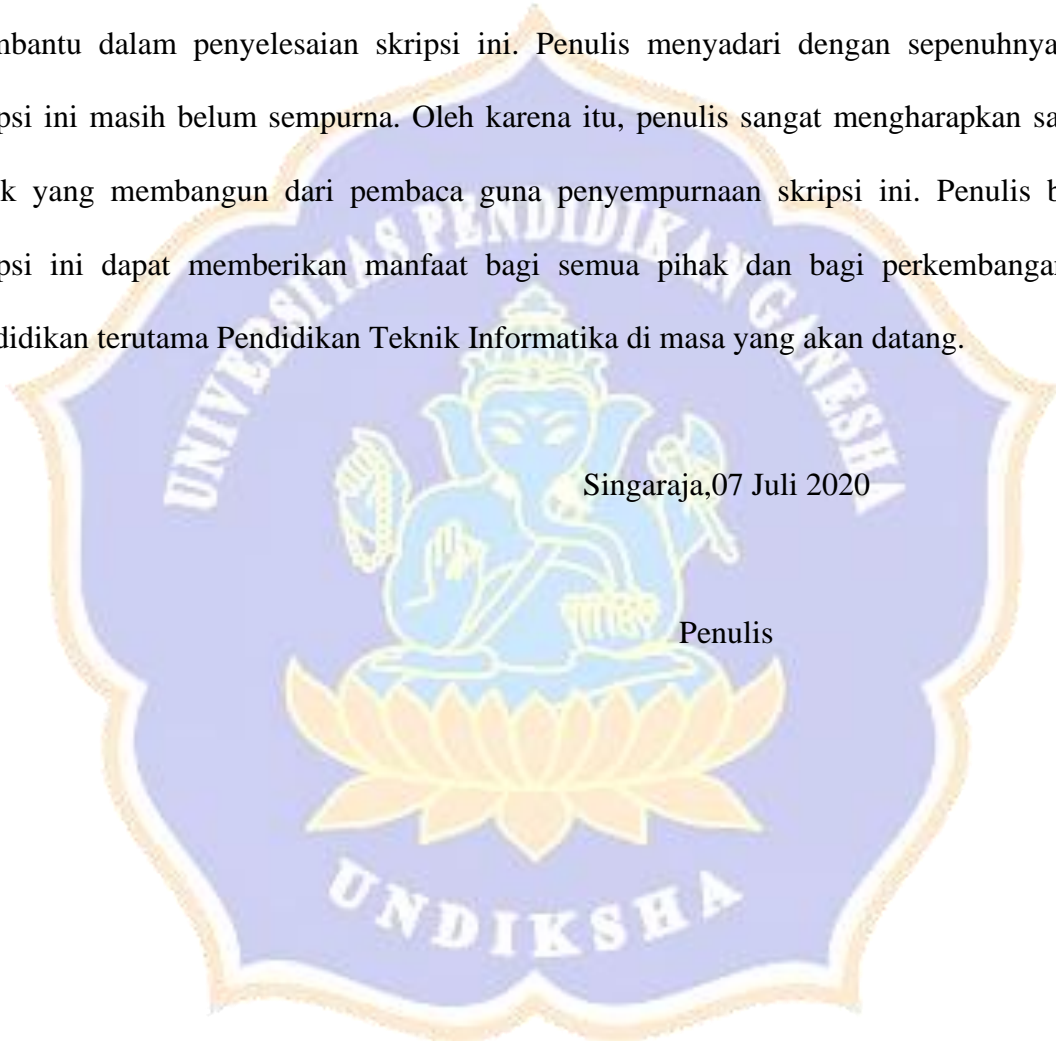 mbantu dalam penyelesaian skripsi ini. Penulis menyadari dengan sepenuhnya
psi ini masih belum sempurna. Oleh karena itu, penulis sangat mengharapkan sa
k yang membangun dari pembaca guna penyempurnaan skripsi ini. Penulis b
psi ini dapat memberikan manfaat bagi semua pihak dan bagi perkembangan
didikan terutama Pendidikan Teknik Informatika di masa yang akan datang.
UNIVERSITAS PENDIDIKAN GANESHA
Singaraja,07 Juli 2020
Penulis
UNDIKSHA